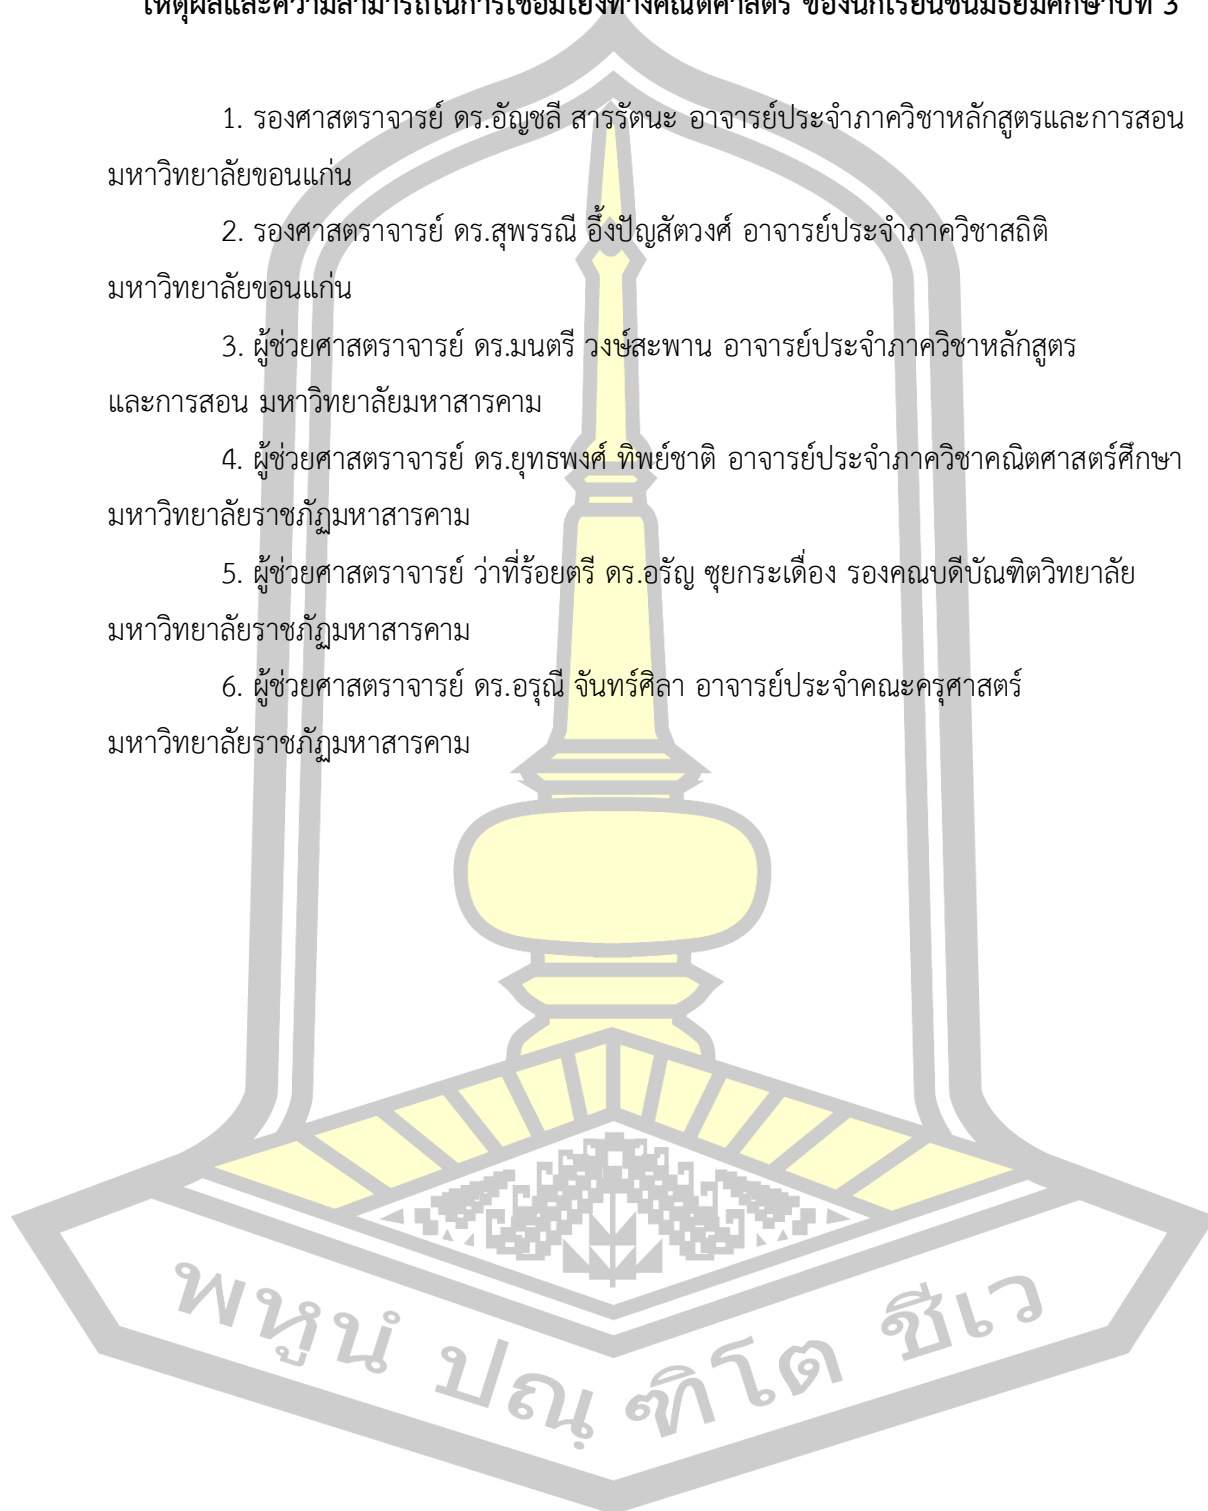 เหตุผลและความสามารถในการเชื่อมโยงทางคณิตศาสตร์ ของนักเรียนชั้นมัธยมศึกษาปีที่ 3
1. รองศาสตราจารย์ ดร.อัญชลี สารรัตนะ อาจารย์ประจำภาควิชาหลักสูตรและการสอน
มหาวิทยาลัยขอนแก่น
2. รองศาสตราจารย์ ดร.สุพรรณี อึ้งปัญสัตวงศ์ อาจารย์ประจำภาควิชาสถิติ
มหาวิทยาลัยขอนแก่น
3. ผู้ช่วยศาสตราจารย์ ดร.มนตรี วงษ์สะพาน อาจารย์ประจำภาควิชาหลักสูตร
และการสอน มหาวิทยาลัยมหาสารคาม
4. ผู้ช่วยศาสตราจารย์ ดร.ยุทธพงศ์ ทิพย์ชาติ อาจารย์ประจำภาควิชาคณิตศาสตร์ศึกษา
มหาวิทยาลัยราชภัฏมหาสารคาม
5. ผู้ช่วยศาสตราจารย์ ว่าที่ร้อยตรี ดร.อรัญ ซุยกระเดื่อง รองคณบดีบัณฑิตวิทยาลัย
มหาวิทยาลัยราชภัฏมหาสารคาม
6. ผู้ช่วยศาสตราจารย์ ดร.อรุณี จันทร์ศิลา อาจารย์ประจำคณะครุศาสตร์
มหาวิทยาลัยราชภัฏมหาสารคาม
พหูนํ ปณฺฑิโต ชีเว